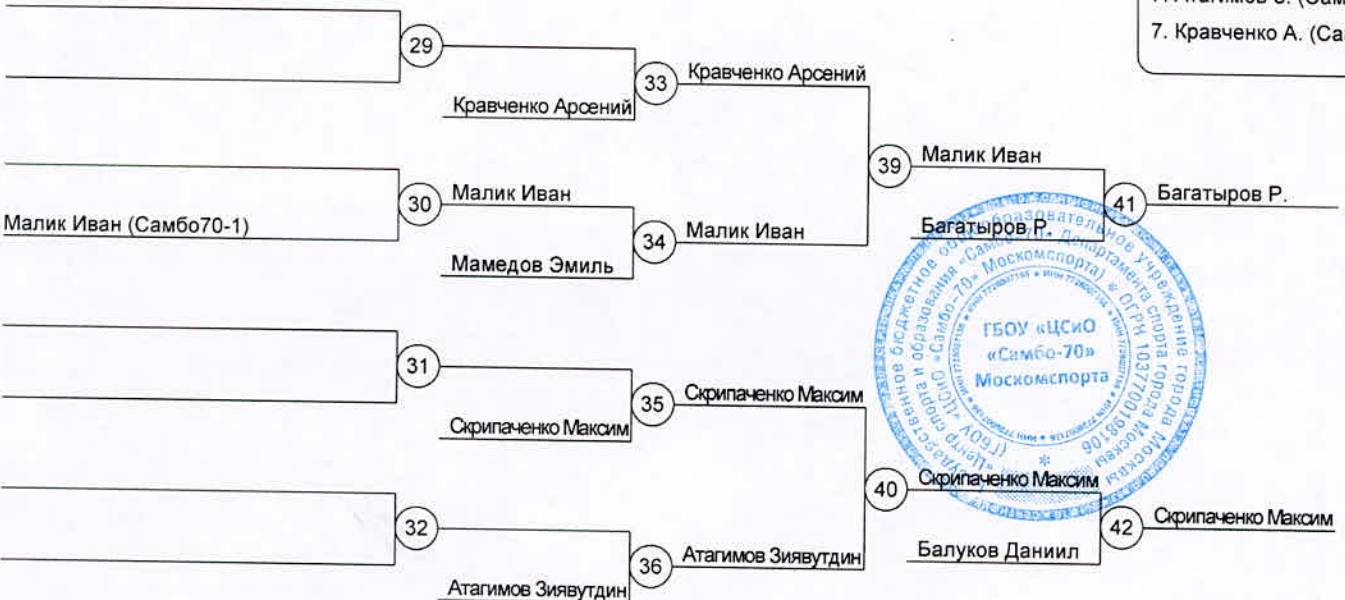 7. Кравченко А.
29
33
Кравченко Арсений
Кравченко Арсений
39
Малик Иван
30
Малик Иван
41
Багатыров Р.
Малик Иван (Самбо70-1)
34
Малик Иван
Багатыров Р.
Мамедов Эмиль
ГБОУ «ЦСиО
«Самбо-70»
Москомспорта
31
35
Скрипаченко Максим
Скрипаченко Максим
40
Скрипаченко Максим
32
42
Скрипаченко Максим
36
Атагимов Зиявутдин
Балуков Даниил
Атагимов Зиявутдин